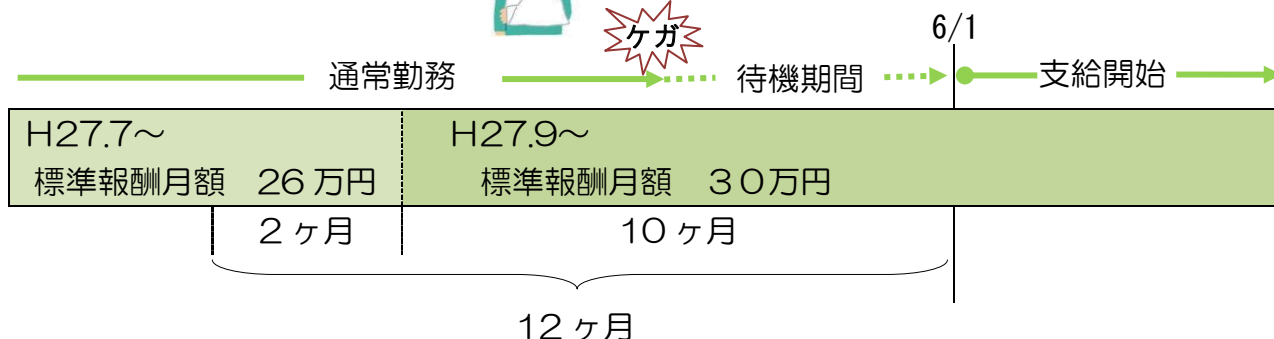 ケガ
6/1
通常勤務
待機期間
支給開始
H27.7～
標準報酬月額 26万円
H27.9～
標準報酬月額 30万円
2ヶ月
10ヶ月
12ヶ月